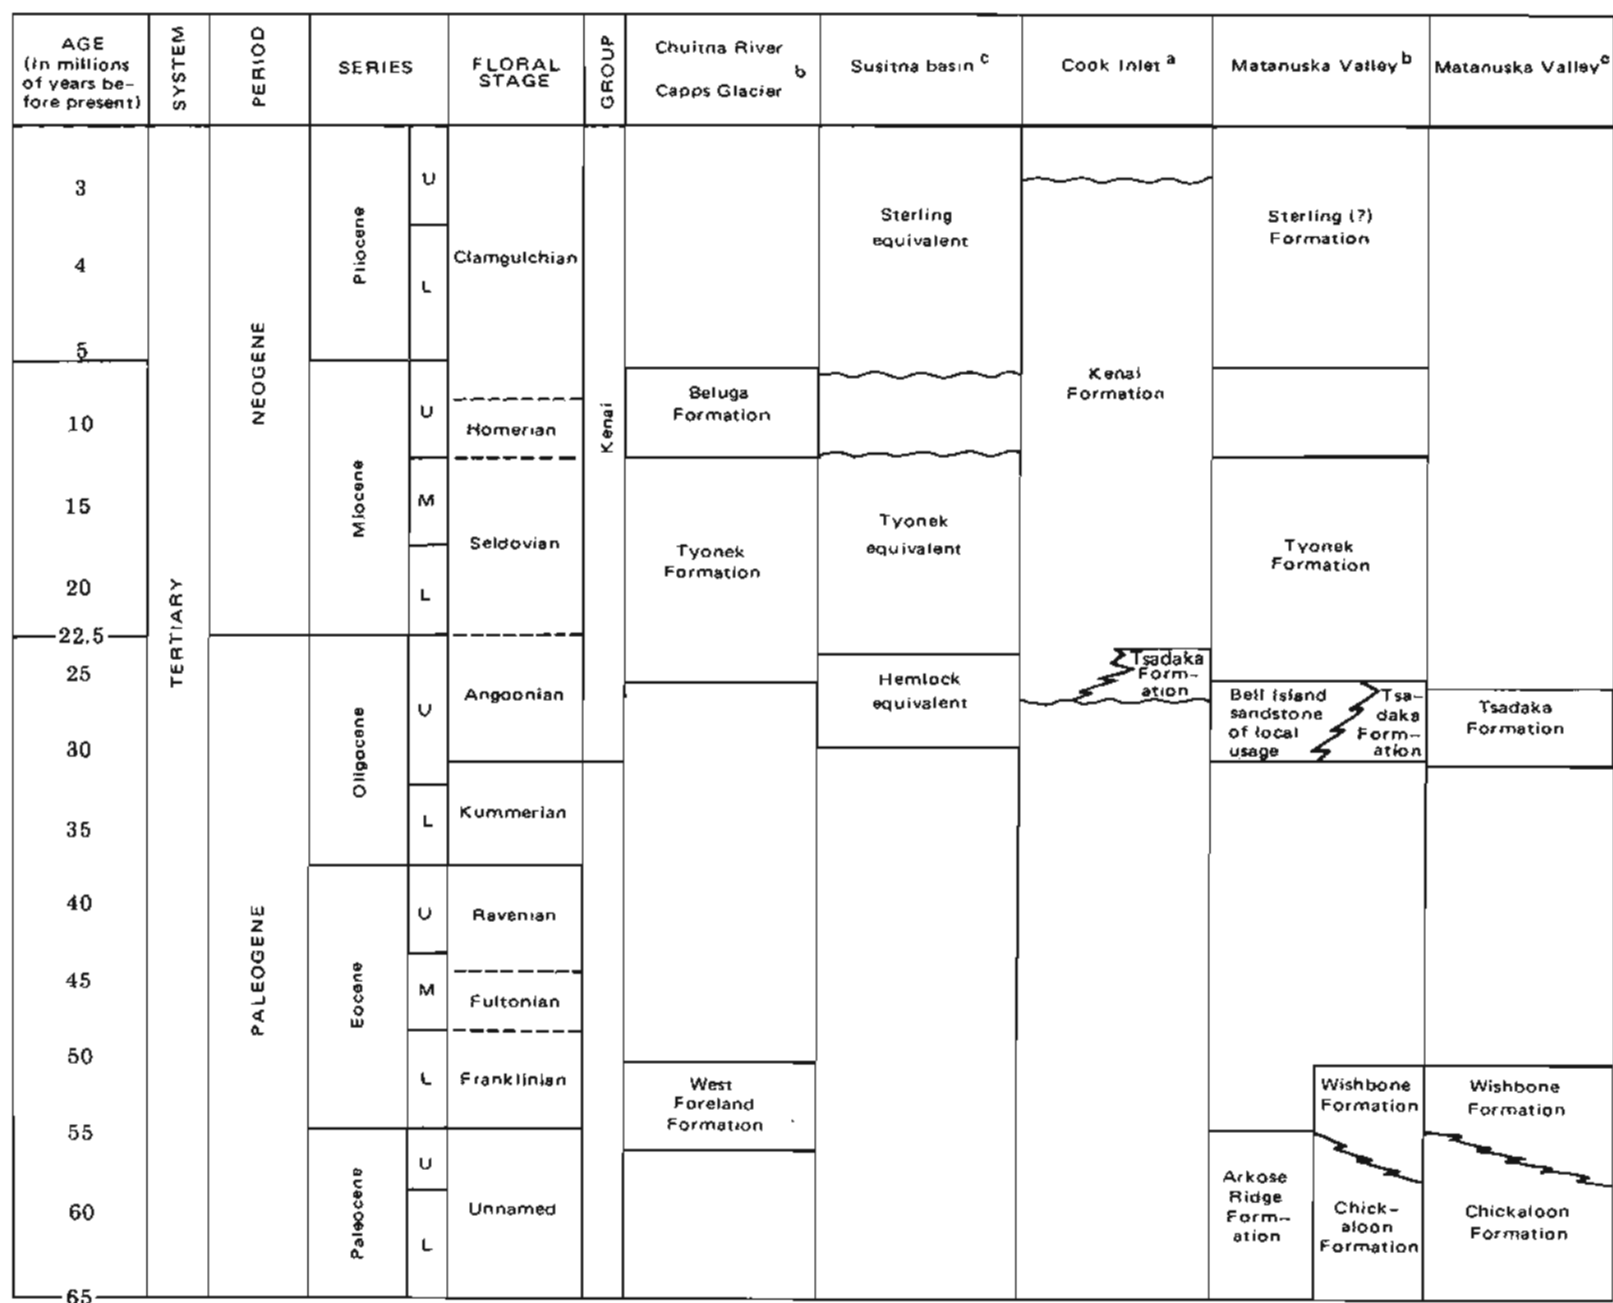 AGE
(in millions
of years be-
fore present)
SYSTEM
PERIOD
SERIES
FLORAL
STAGE
GROUP
Chuitna River
Capps Glacier b
Susitna basin c
Cook Inlet a
Matanuska Valley b
Matanuska Valley c
3
4
5
10
15
20
22.5
25
30
35
40
45
50
55
60
65
TERTIARY
NEOGENE
PALEOGENE
Pliocene
Miocene
Oligocene
Eocene
Paleocene
U
L
U
M
L
U
L
U
M
L
U
L
Clamgulchian
Homerian
Seldovian
Angoonian
Kummerian
Ravenian
Fultonian
Franklinian
Unnamed
Kenai
Beluga
Formation
Tyonek
Formation
West
Foreland
Formation
Sterling
equivalent
Tyonek
equivalent
Hemlock
equivalent
Kenai
Formation
Tsadaka
Form-
ation
Sterling (?)
Formation
Tyonek
Formation
Bell Island
sandstone
of local
usage
Tsa-
daka
Form-
ation
Wishbone
Formation
Arkose
Ridge
Form-
ation
Chick-
aloon
Formation
Tsadaka
Formation
Wishbone
Formation
Chickaloon
Formation